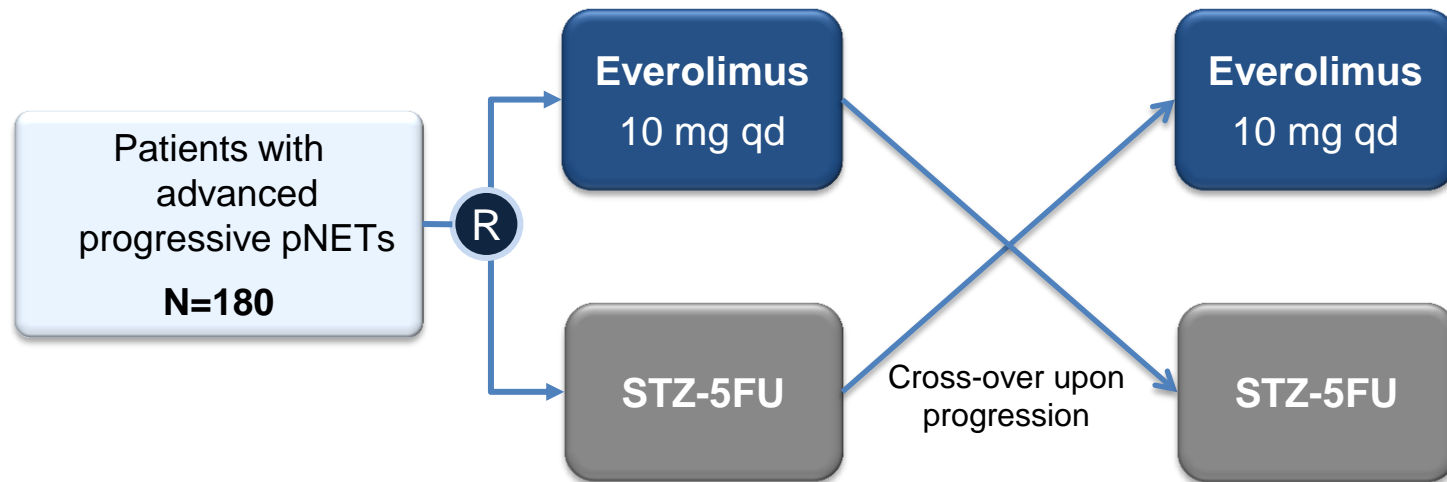 Patients with
advanced
progressive pNETs
N=180
R
Everolimus
10 mg qd
STZ-5FU
Cross-over upon
progression
Everolimus
10 mg qd
STZ-5FU